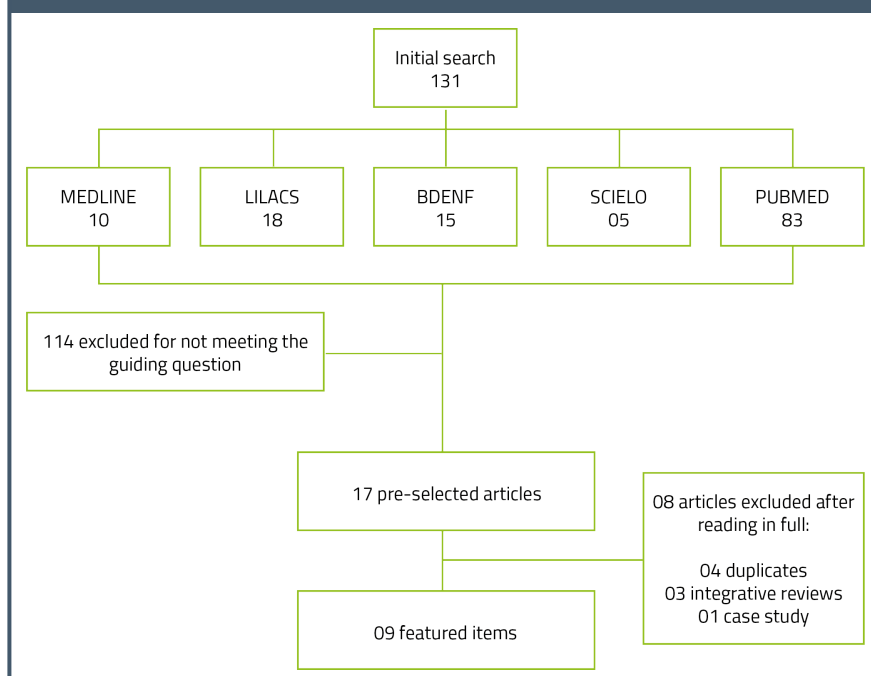 Initial search
131
MEDLINE
10
LILACS
18
BDENF
15
SCIELO
05
PUBMED
83
114 excluded for not meeting the
guiding question
17 pre-selected articles
08 articles excluded after
reading in full:
04 duplicates
03 integrative reviews
01 case study
09 featured items